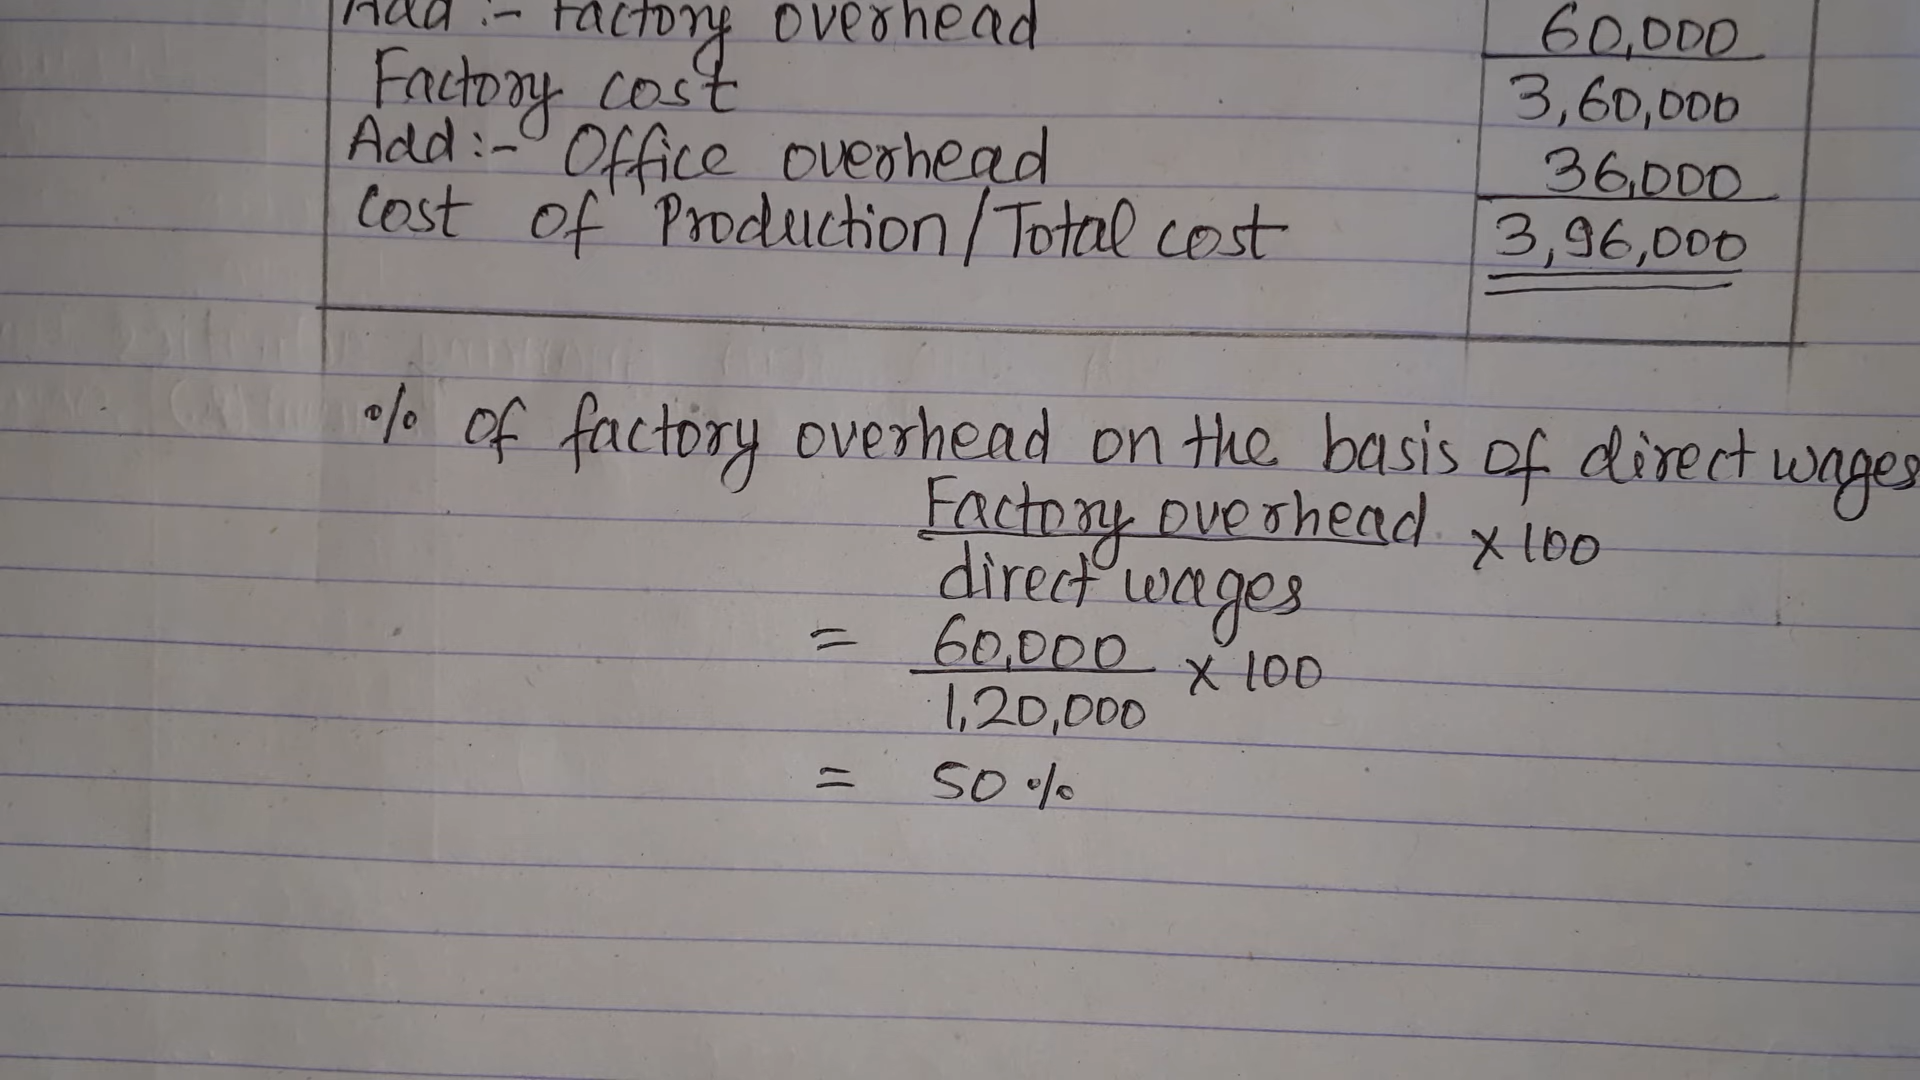 Add :- factory overhead 60,000
Factory cost 3,60,000
Add :- Office overhead 36,000
Cost of Production/Total cost 3,96,000
% of factory overhead on the basis of direct wages
Factory overhead × 100
direct wages
= 60,000 × 100
1,20,000
= 50 %